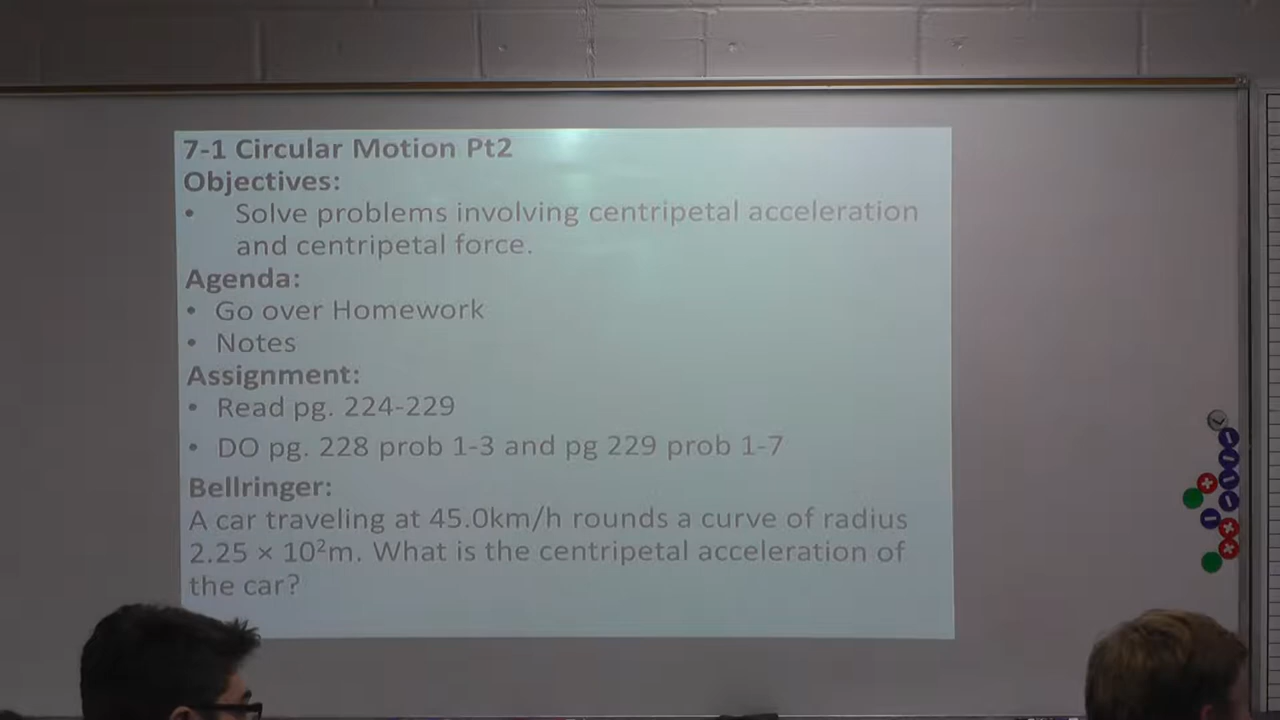 7-1 Circular Motion Pt2
Objectives:
• Solve problems involving centripetal acceleration
and centripetal force.
Agenda:
• Go over Homework
• Notes
Assignment:
• Read pg. 224-229
• DO pg. 228 prob 1-3 and pg 229 prob 1-7
Bellringer:
A car traveling at 45.0km/h rounds a curve of radius
2.25 × 10²m. What is the centripetal acceleration of
the car?